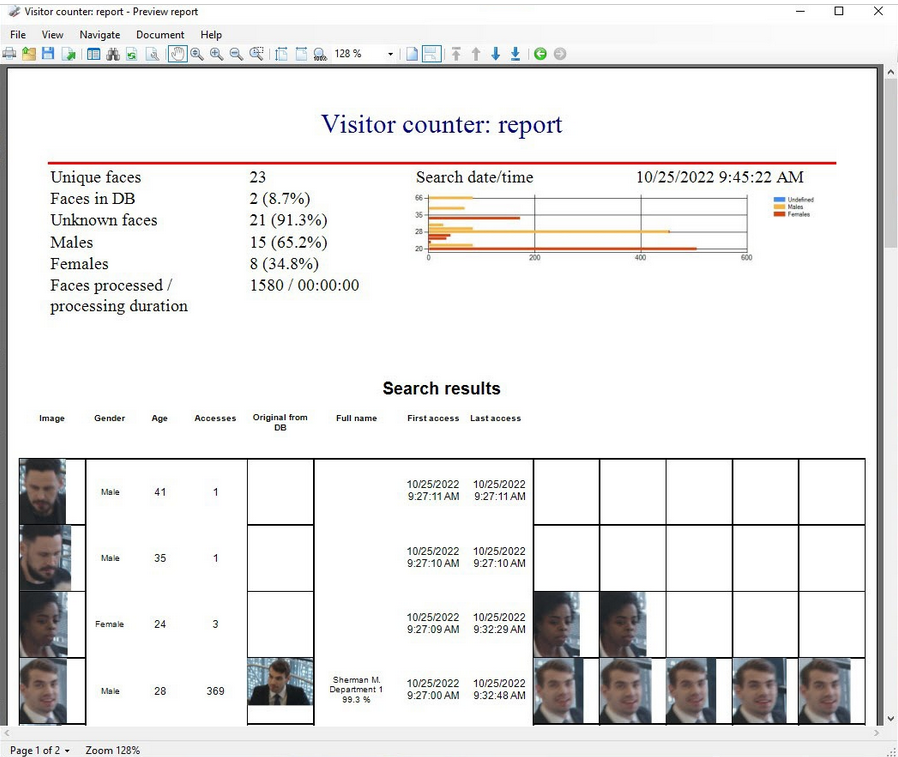 Visitor counter: report - Preview report
File View Navigate Document Help
128 %
Visitor counter: report
Unique faces 23
Faces in DB 2 (8.7%)
Unknown faces 21 (91.3%)
Males 15 (65.2%)
Females 8 (34.8%)
Faces processed / 1580 / 00:00:00
processing duration
Search date/time 10/25/2022 9:45:22 AM
66
35
28
20
0 200 400 600
Undefined
Males
Females
Search results
Image Gender Age Accesses Original from DB Full name First access Last access
Male 41 1 10/25/2022 9:27:11 AM 10/25/2022 9:27:11 AM
Male 35 1 10/25/2022 9:27:10 AM 10/25/2022 9:27:10 AM
Female 24 3 10/25/2022 9:27:09 AM 10/25/2022 9:32:29 AM
Male 28 369 Sherman M. Department 1 99.3 % 10/25/2022 9:27:00 AM 10/25/2022 9:32:48 AM
Page 1 of 2 Zoom 128%